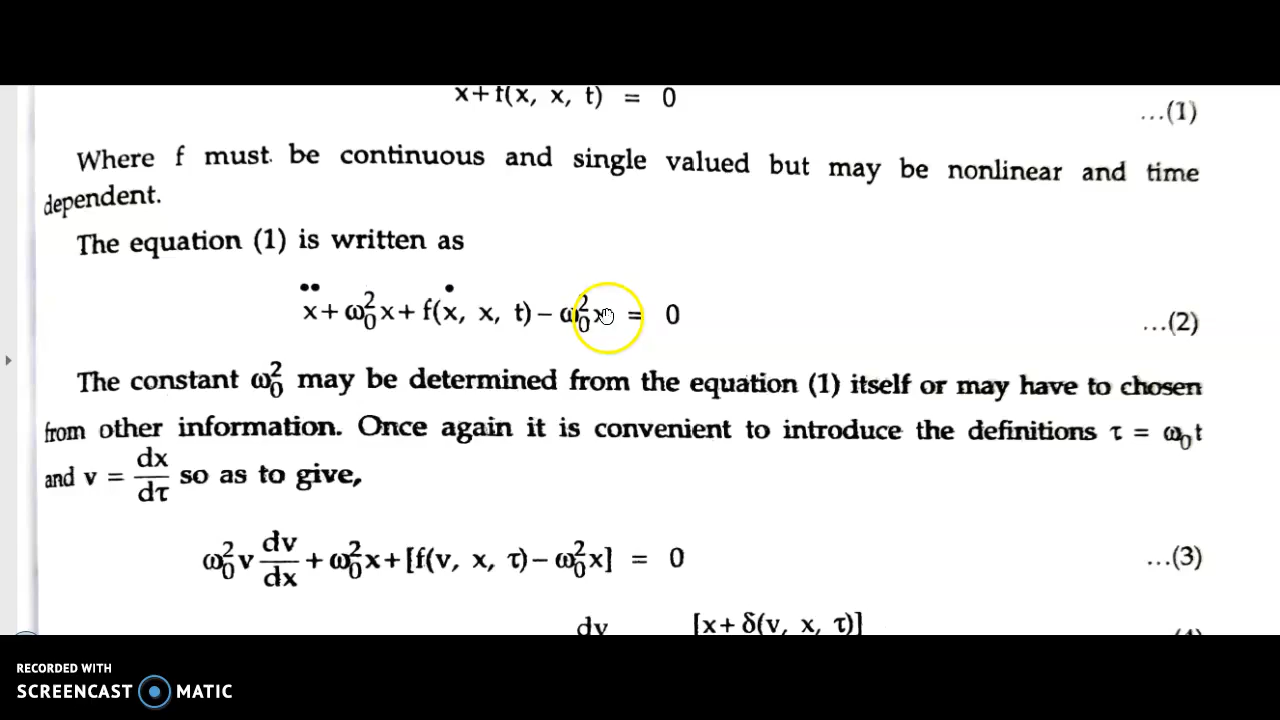 x+f(x, x, t) = 0 ...(1)
Where f must be continuous and single valued but may be nonlinear and time
dependent.
The equation (1) is written as
ẍ+ω₀²x+f(ẋ, x, t)−ω₀²x = 0 ...(2)
The constant ω₀² may be determined from the equation (1) itself or may have to chosen
from other information. Once again it is convenient to introduce the definitions τ = ω₀t
and v = dx/dτ so as to give,
ω₀²v dv/dx + ω₀²x+[f(v, x, τ)−ω₀²x] = 0 ...(3)
dv [x+δ(v, x, τ)]
RECORDED WITH
SCREENCAST MATIC